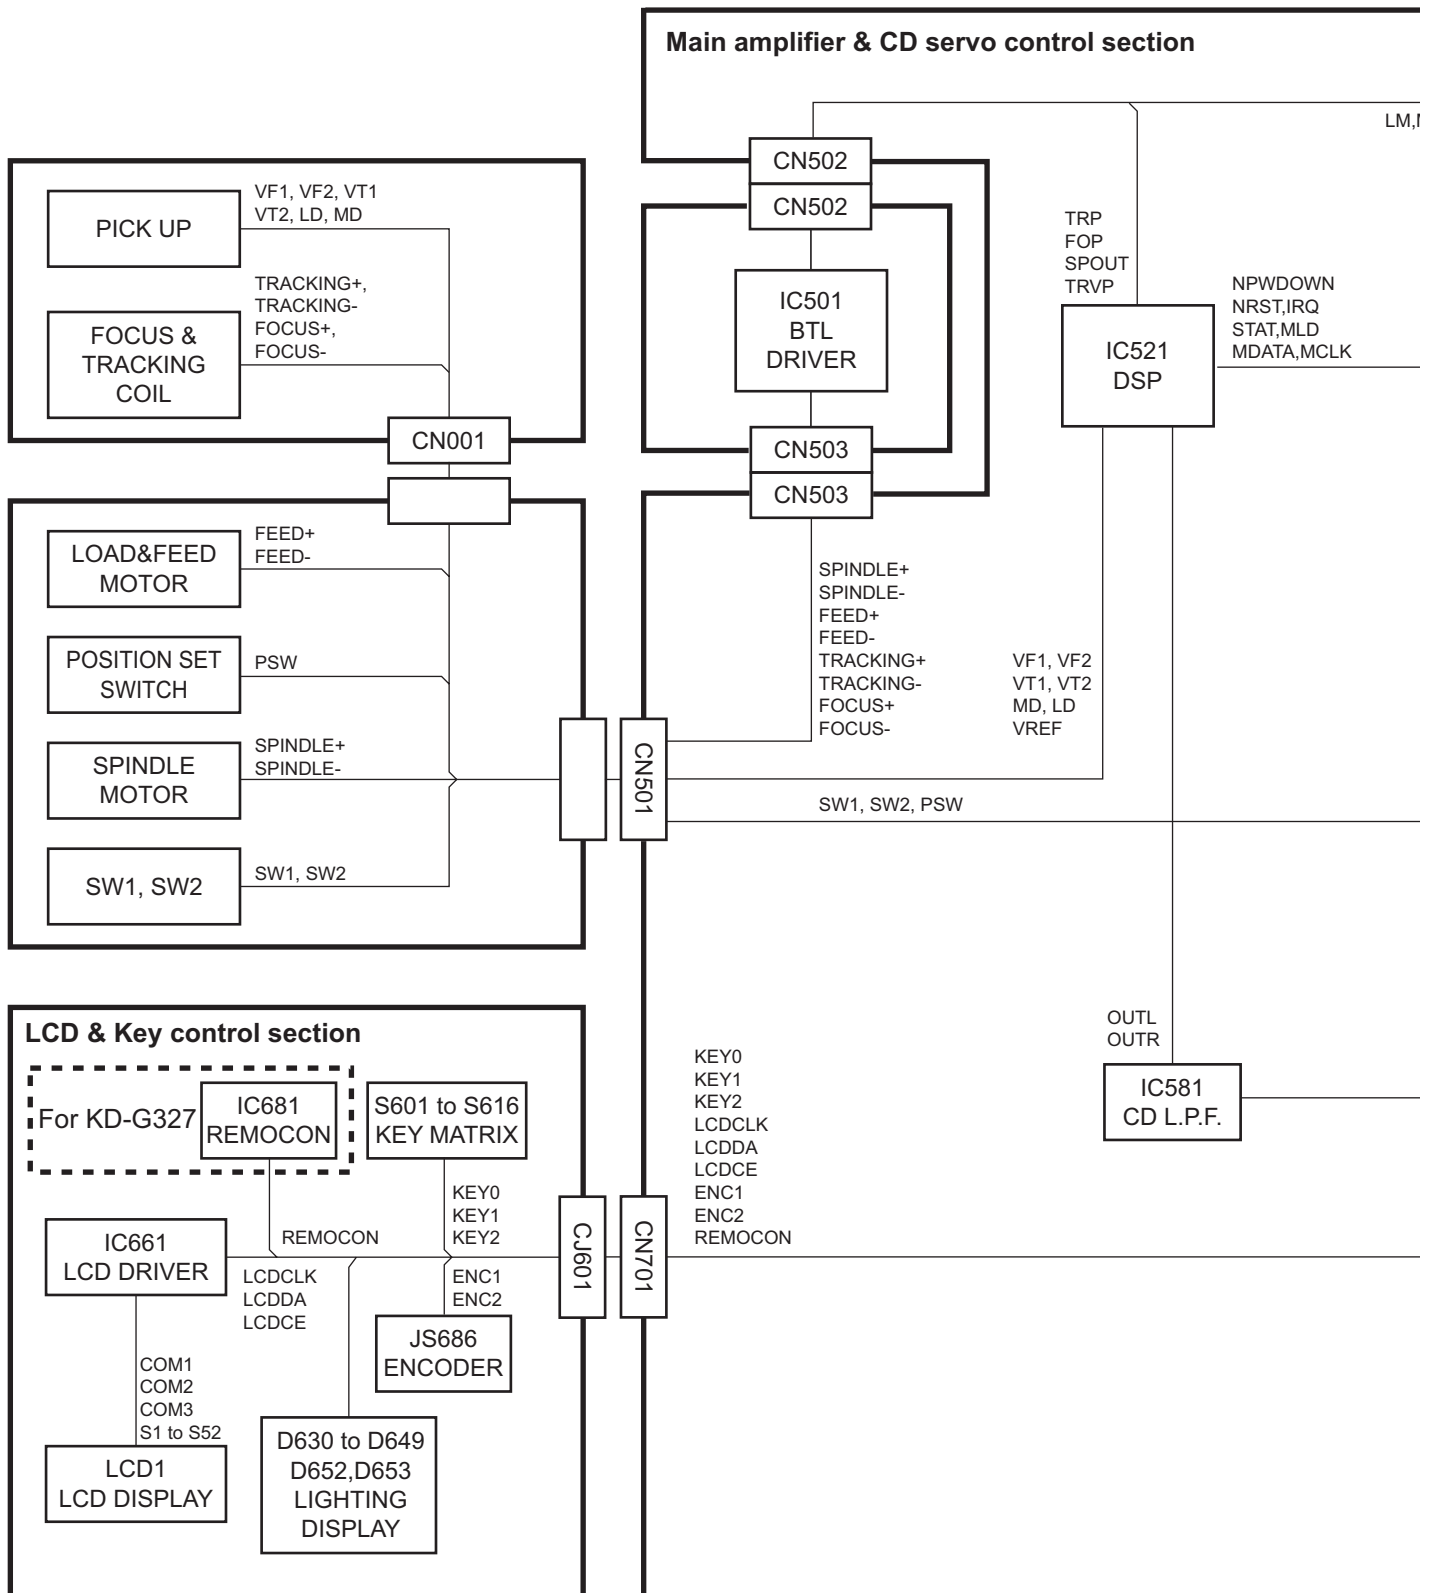 Main amplifier & CD servo control section
LM,
CN502
CN502
IC501
BTL
DRIVER
CN503
CN503
TRP
FOP
SPOUT
TRVP
IC521
DSP
NPWDOWN
NRST,IRQ
STAT,MLD
MDATA,MCLK
PICK UP
VF1, VF2, VT1
VT2, LD, MD
FOCUS &
TRACKING
COIL
TRACKING+,
TRACKING-
FOCUS+,
FOCUS-
CN001
LOAD&FEED
MOTOR
FEED+
FEED-
POSITION SET
SWITCH
PSW
SPINDLE
MOTOR
SPINDLE+
SPINDLE-
SW1, SW2
SW1, SW2
CN501
SPINDLE+
SPINDLE-
FEED+
FEED-
TRACKING+
TRACKING-
FOCUS+
FOCUS-
VF1, VF2
VT1, VT2
MD, LD
VREF
SW1, SW2, PSW
OUTL
OUTR
IC581
CD L.P.F.
LCD & Key control section
For KD-G327
IC681
REMOCON
S601 to S616
KEY MATRIX
KEY0
KEY1
KEY2
REMOCON
IC661
LCD DRIVER
LCDCLK
LCDDA
LCDCE
ENC1
ENC2
JS686
ENCODER
COM1
COM2
COM3
S1 to S52
LCD1
LCD DISPLAY
D630 to D649
D652,D653
LIGHTING
DISPLAY
CJ601
CN701
KEY0
KEY1
KEY2
LCDCLK
LCDDA
LCDCE
ENC1
ENC2
REMOCON